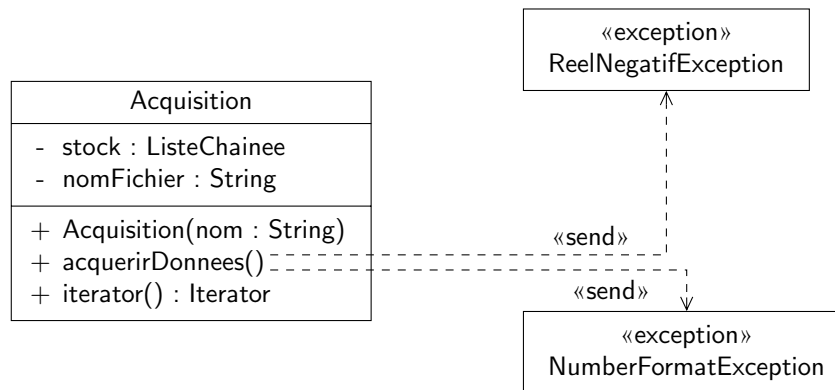 «exception»
ReelNegatifException
Acquisition
- stock : ListeChainee
- nomFichier : String
+ Acquisition(nom : String)
+ acquerirDonnees()
+ iterator() : Iterator
«send»
«send»
«exception»
NumberFormatException